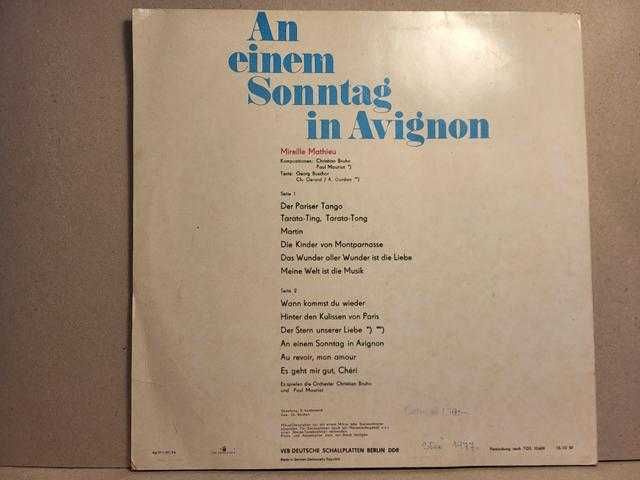 An
einem
Sonntag
in Avignon
Mireille Mathieu
Kompositionen: Christian Bruhn
Paul Mauriat *)
Texte: Georg Buschor
Seite 1
Der Pariser Tango
Tarata-Ting, Tarata-Tong
Martin
Die Kinder von Montparnasse
Das Wunder aller Wunder ist die Liebe
Meine Welt ist die Musik
Seite 2
Wann kommst du wieder
Hinter den Kulissen von Paris
Der Stern unserer Liebe *) **)
An einem Sonntag in Avignon
Au revoir, mon amour
Es geht mir gut, Chéri
Es spielen die Orchester Christian Bruhn
und Paul Mauriat
1977
VEB DEUTSCHE SCHALLPLATTEN BERLIN DDR
Made in German Democratic Republic